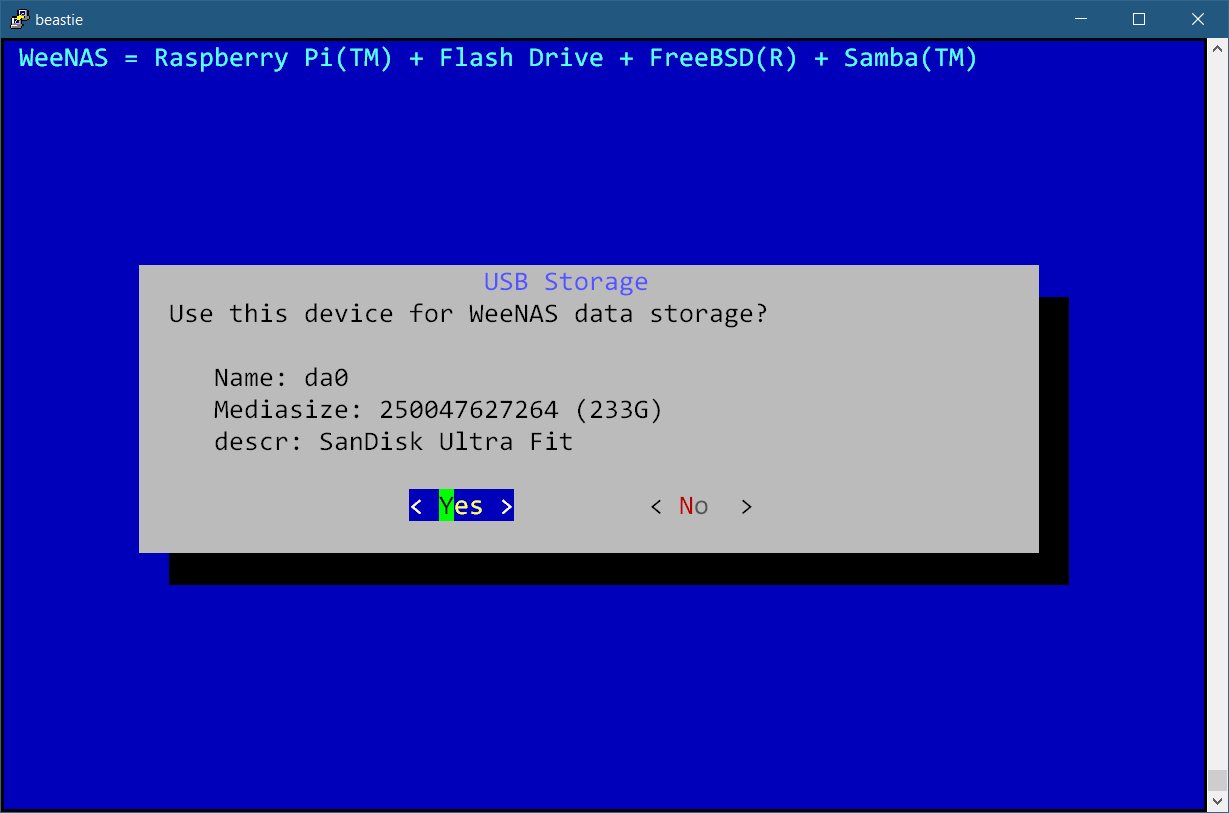 beastie
WeeNAS = Raspberry Pi(TM) + Flash Drive + FreeBSD(R) + Samba(TM)
USB Storage
Use this device for WeeNAS data storage?
Name: da0
Mediasize: 250047627264 (233G)
descr: SanDisk Ultra Fit
< Yes > < No >